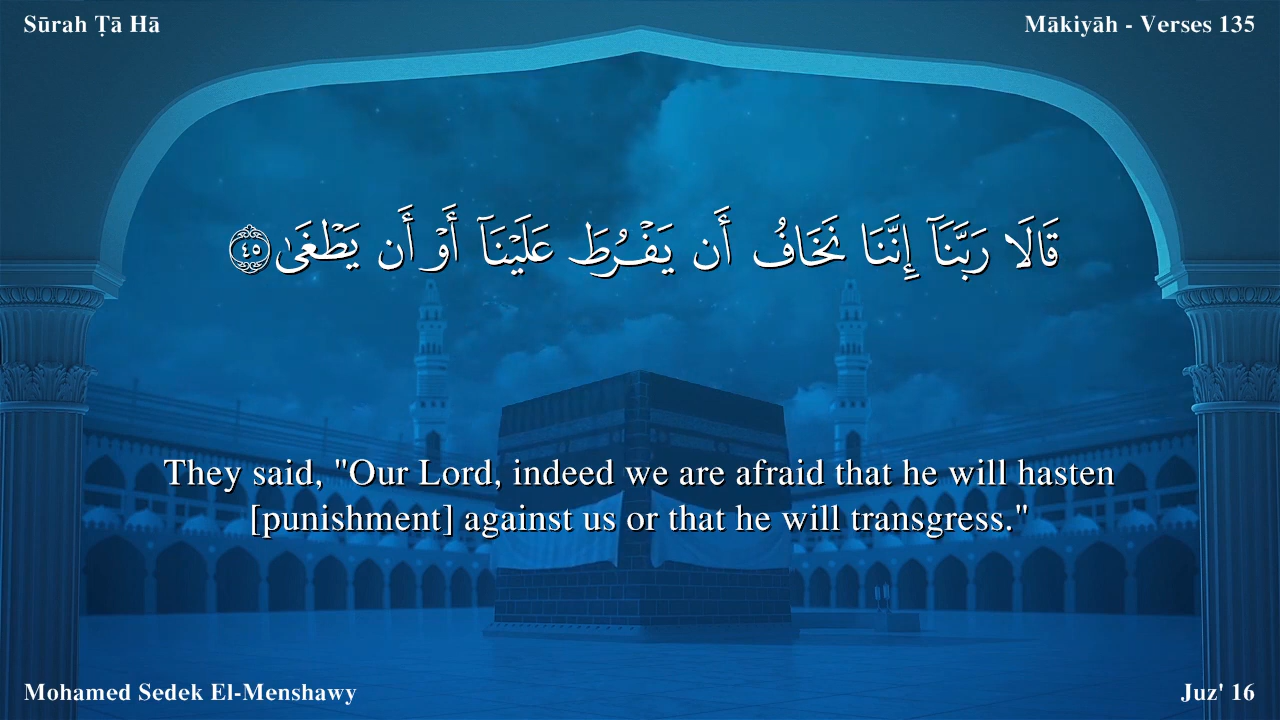 Sūrah Ṭā Hā
Mākiyāh - Verses 135
قَالَا رَبَّنَآ إِنَّنَا نَخَافُ أَن يَفْرُطَ عَلَيْنَآ أَوْ أَن يَطْغَىٰ ٤٥
They said, "Our Lord, indeed we are afraid that he will hasten
[punishment] against us or that he will transgress."
Mohamed Sedek El-Menshawy
Juz' 16